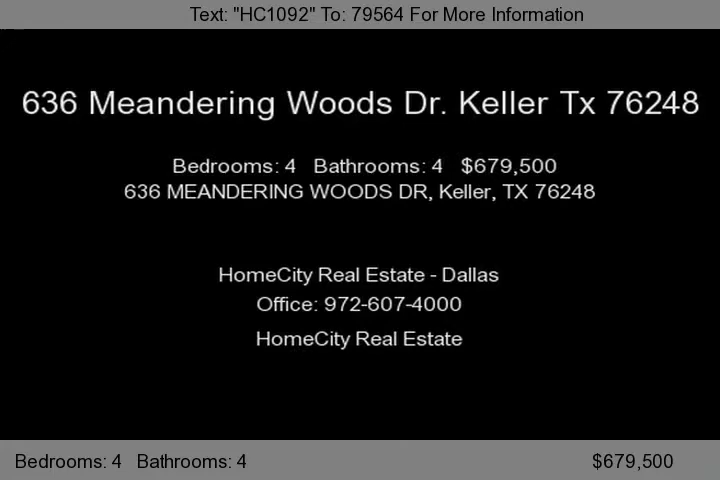 Text: "HC1092" To: 79564 For More Information
636 Meandering Woods Dr. Keller Tx 76248
Bedrooms: 4 Bathrooms: 4 $679,500
636 MEANDERING WOODS DR, Keller, TX 76248
HomeCity Real Estate - Dallas
Office: 972-607-4000
HomeCity Real Estate
Bedrooms: 4 Bathrooms: 4 $679,500